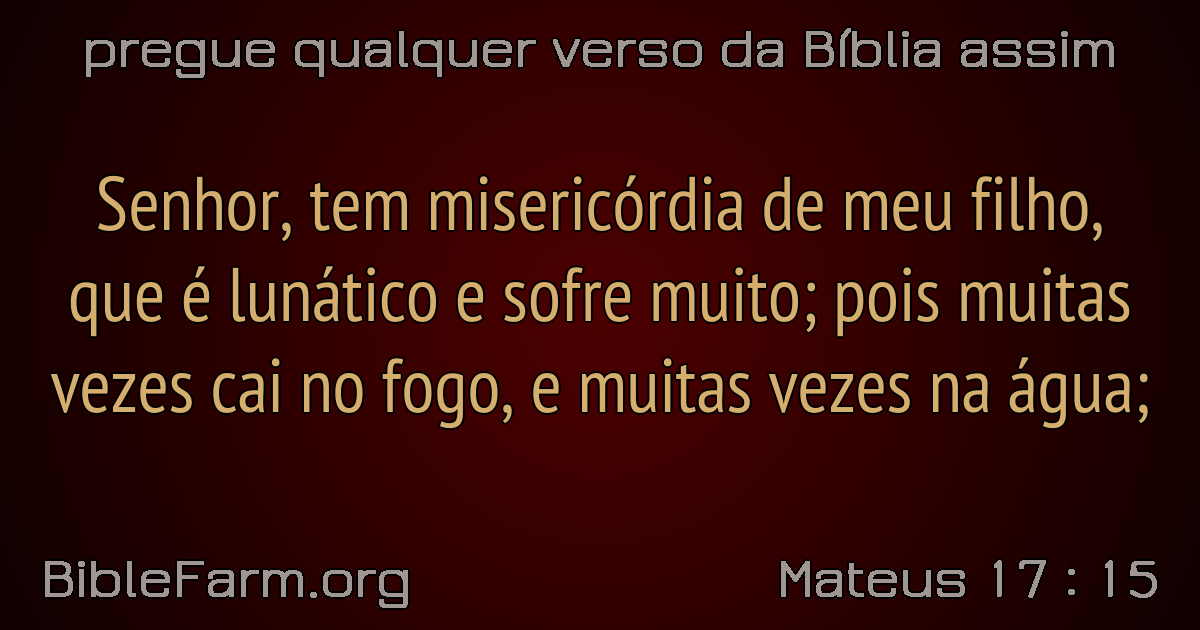 pregue qualquer verso da Bíblia assim
Senhor, tem misericórdia de meu filho,
que é lunático e sofre muito; pois muitas
vezes cai no fogo, e muitas vezes na água;
BibleFarm.org
Mateus 17 : 15